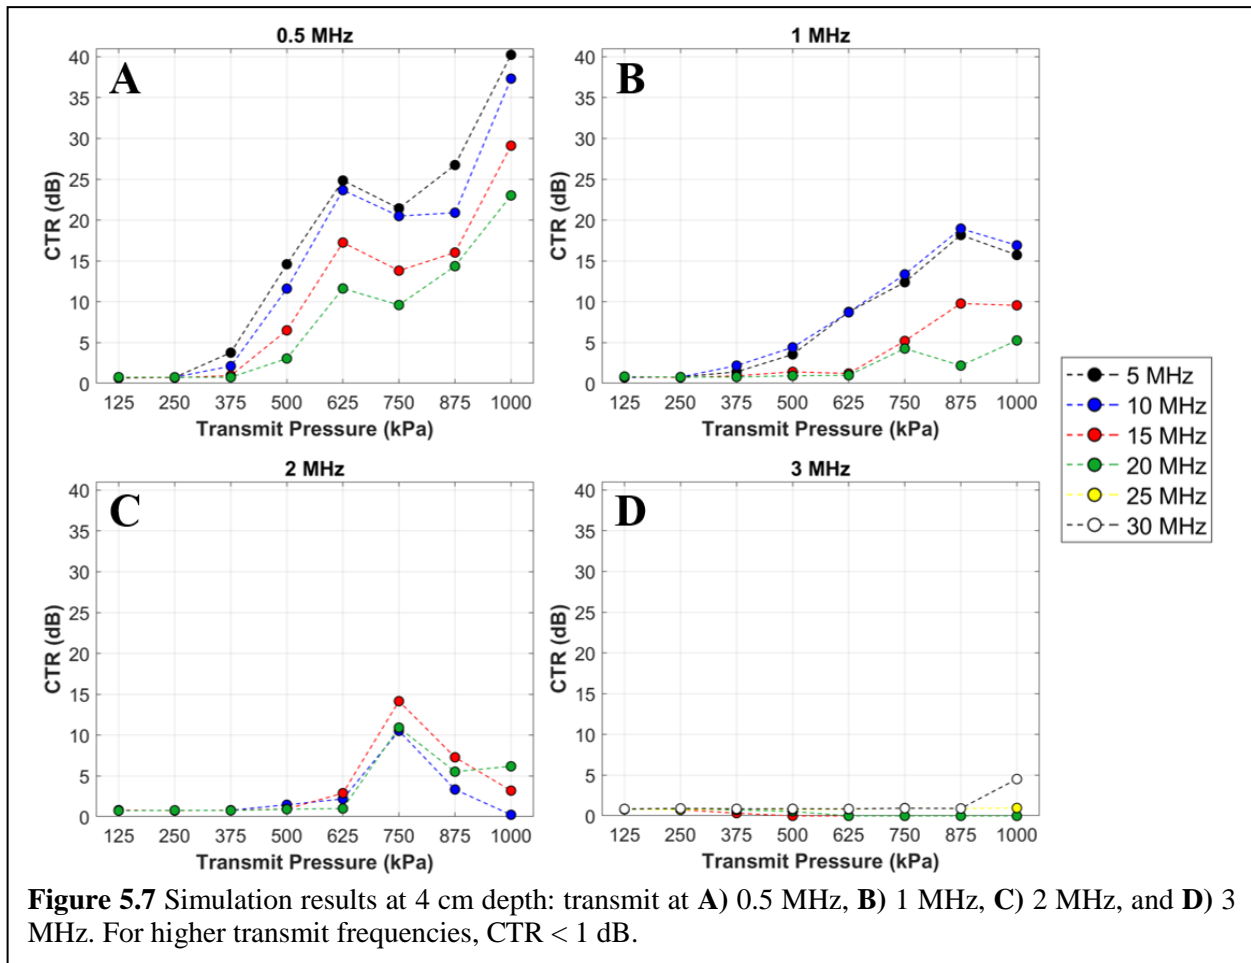 0.5 MHz
A
40
35
30
25
20
15
10
5
0
CTR (dB)
125 250 375 500 625 750 875 1000
Transmit Pressure (kPa)
1 MHz
B
40
35
30
25
20
15
10
5
0
CTR (dB)
125 250 375 500 625 750 875 1000
Transmit Pressure (kPa)
5 MHz
10 MHz
15 MHz
20 MHz
25 MHz
30 MHz
2 MHz
C
40
35
30
25
20
15
10
5
0
CTR (dB)
125 250 375 500 625 750 875 1000
Transmit Pressure (kPa)
3 MHz
D
40
35
30
25
20
15
10
5
0
CTR (dB)
125 250 375 500 625 750 875 1000
Transmit Pressure (kPa)
Figure 5.7 Simulation results at 4 cm depth: transmit at A) 0.5 MHz, B) 1 MHz, C) 2 MHz, and D) 3
MHz. For higher transmit frequencies, CTR < 1 dB.